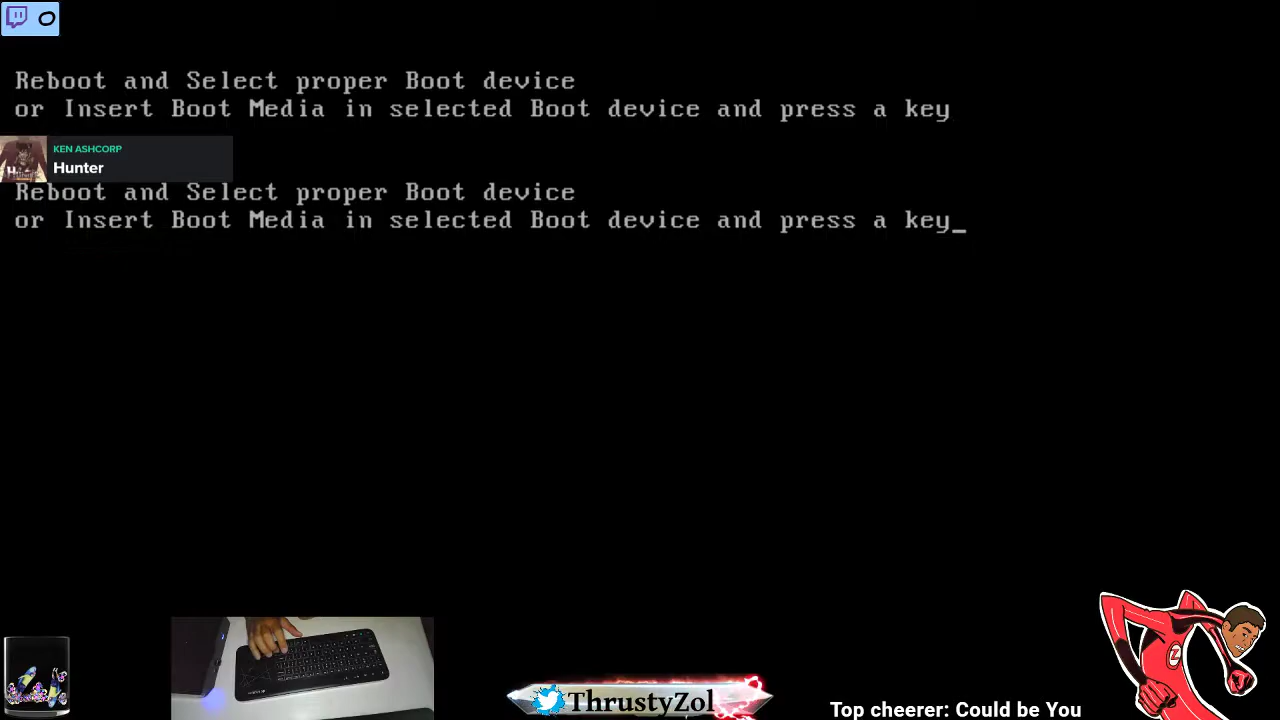 0
Reboot and Select proper Boot device
or Insert Boot Media in selected Boot device and press a key
KEN ASHCORP
Hunter
Reboot and Select proper Boot device
or Insert Boot Media in selected Boot device and press a key_
ThrustyZol
Top cheerer: Could be You